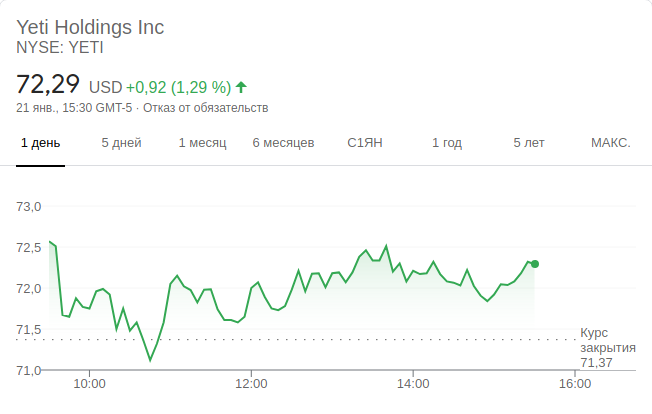 Yeti Holdings Inc
NYSE: YETI
72,29 USD +0,92 (1,29 %)
21 янв., 15:30 GMT-5 · Отказ от обязательств
1 день 5 дней 1 месяц 6 месяцев С1ЯН 1 год 5 лет МАКС.
73,0
72,5
72,0
71,5
Курс
закрытия
71,37
71,0
10:00 12:00 14:00 16:00